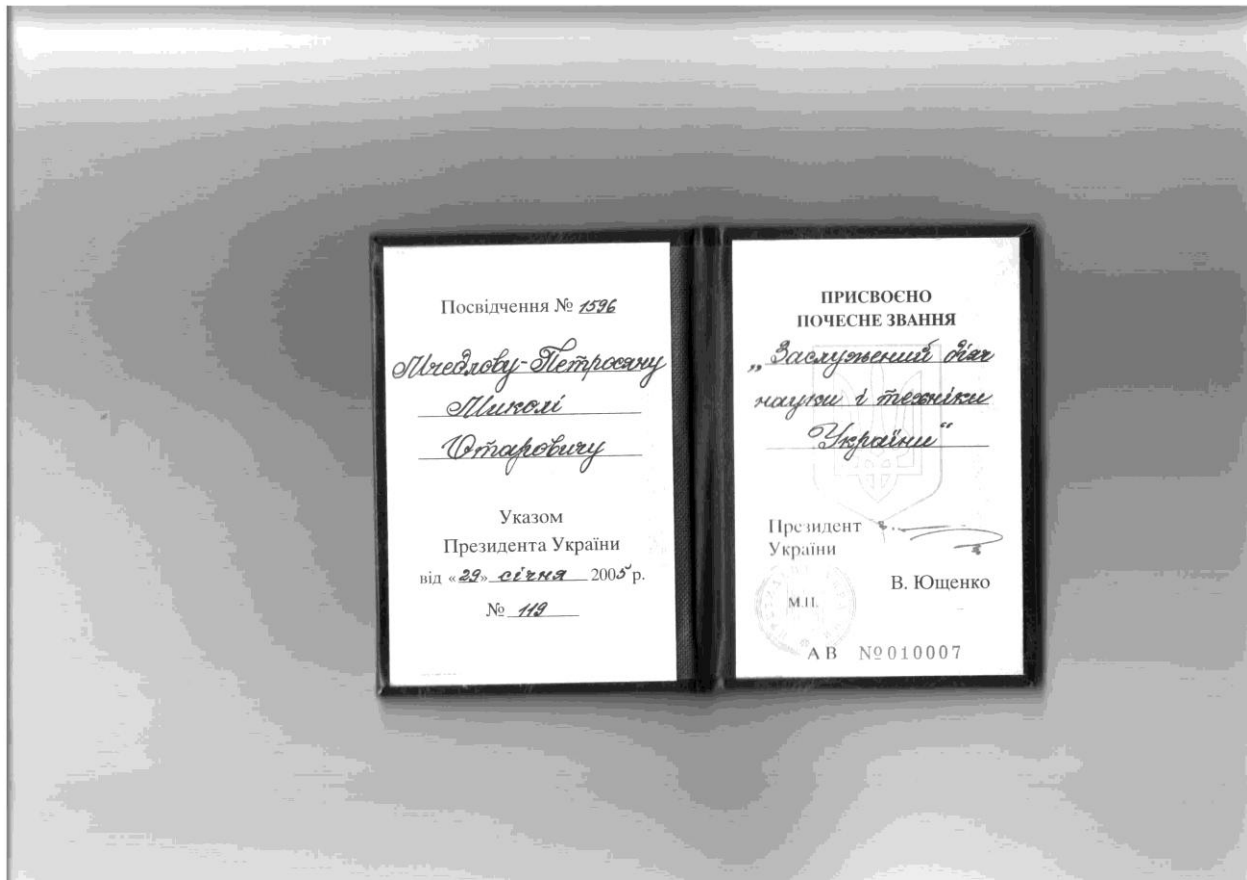 Посвідчення № 1596
Мчедлову-Петросяну
Миколі
Отаровичу
Указом
Президента України
від «29» січня 2005 р.
№ 119
ПРИСВОЄНО
ПОЧЕСНЕ ЗВАННЯ
„Заслужений діяч
науки і техніки
України“
Президент
України
В. Ющенко
М.П.
АВ №010007